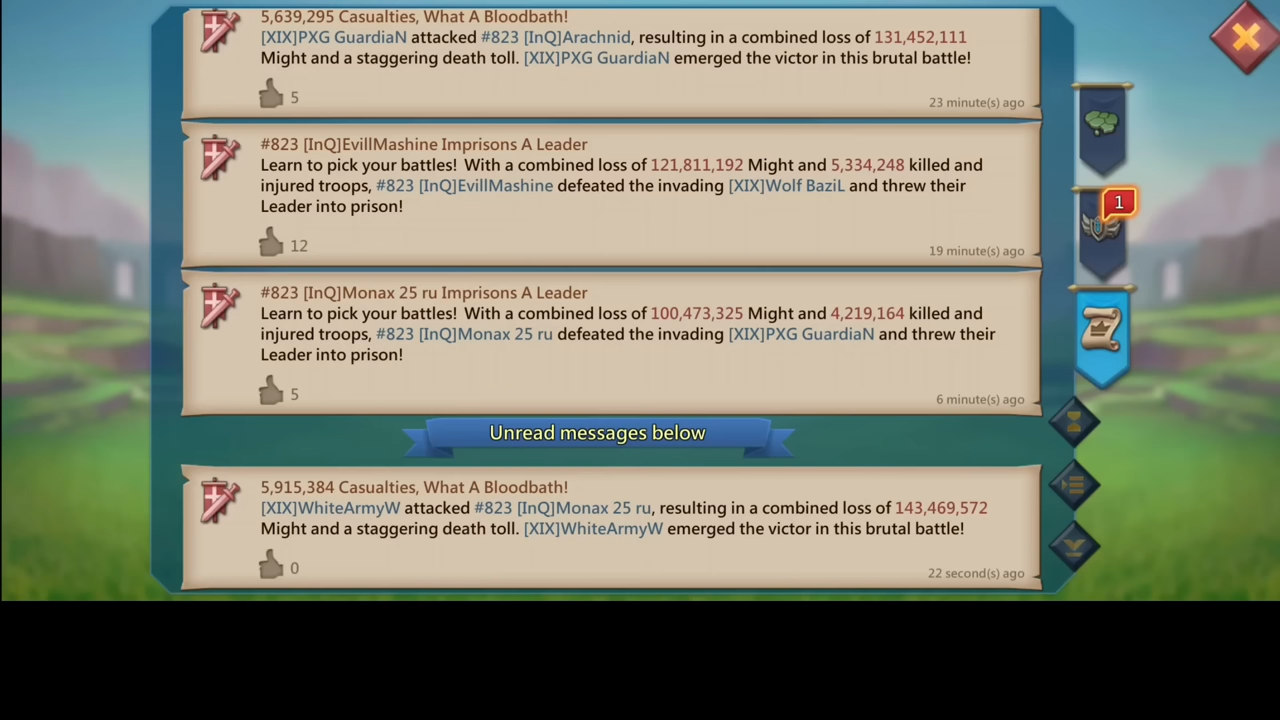 5,639,295 Casualties, What A Bloodbath!
[XIX]PXG GuardiaN attacked #823 [InQ]Arachnid, resulting in a combined loss of 131,452,111
Might and a staggering death toll. [XIX]PXG GuardiaN emerged the victor in this brutal battle!
5
23 minute(s) ago
#823 [InQ]EvillMashine Imprisons A Leader
Learn to pick your battles! With a combined loss of 121,811,192 Might and 5,334,248 killed and
injured troops, #823 [InQ]EvillMashine defeated the invading [XIX]Wolf BaziL and threw their
Leader into prison!
12
19 minute(s) ago
1
#823 [InQ]Monax 25 ru Imprisons A Leader
Learn to pick your battles! With a combined loss of 100,473,325 Might and 4,219,164 killed and
injured troops, #823 [InQ]Monax 25 ru defeated the invading [XIX]PXG GuardiaN and threw their
Leader into prison!
5
6 minute(s) ago
Unread messages below
5,915,384 Casualties, What A Bloodbath!
[XIX]WhiteArmyW attacked #823 [InQ]Monax 25 ru, resulting in a combined loss of 143,469,572
Might and a staggering death toll. [XIX]WhiteArmyW emerged the victor in this brutal battle!
0
22 second(s) ago